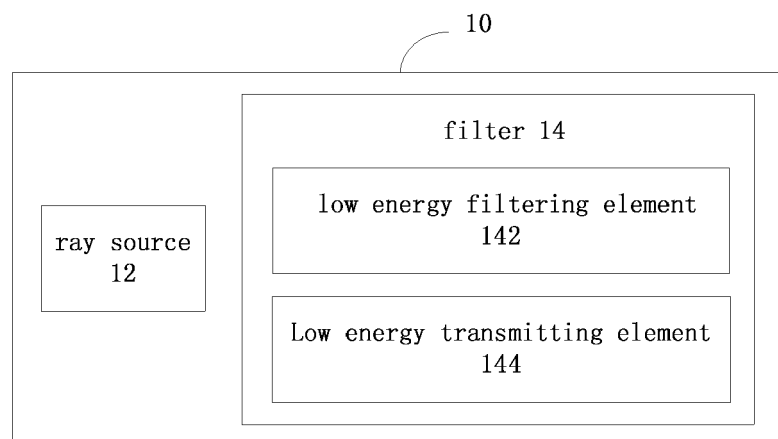 10
filter 14
low energy filtering element
142
ray source
12
Low energy transmitting element
144